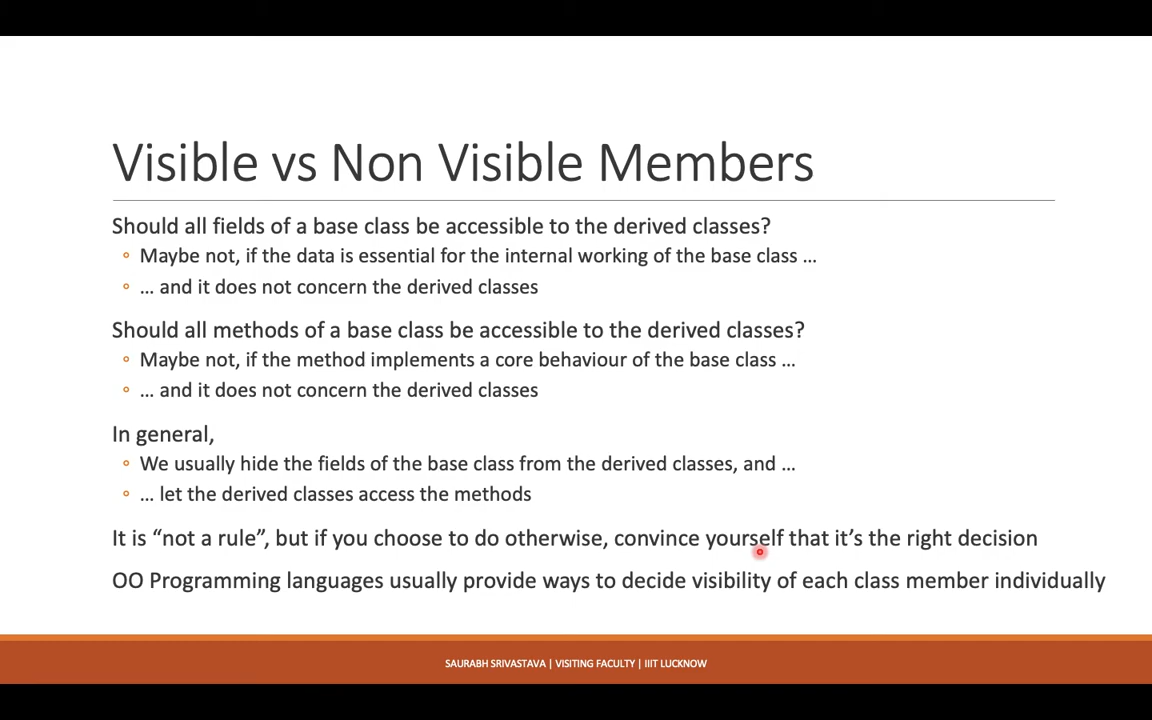 Visible vs Non Visible Members
Should all fields of a base class be accessible to the derived classes?
Maybe not, if the data is essential for the internal working of the base class …
… and it does not concern the derived classes
Should all methods of a base class be accessible to the derived classes?
Maybe not, if the method implements a core behaviour of the base class …
… and it does not concern the derived classes
In general,
We usually hide the fields of the base class from the derived classes, and …
… let the derived classes access the methods
It is “not a rule”, but if you choose to do otherwise, convince yourself that it’s the right decision
OO Programming languages usually provide ways to decide visibility of each class member individually
SAURABH SRIVASTAVA | VISITING FACULTY | IIIT LUCKNOW